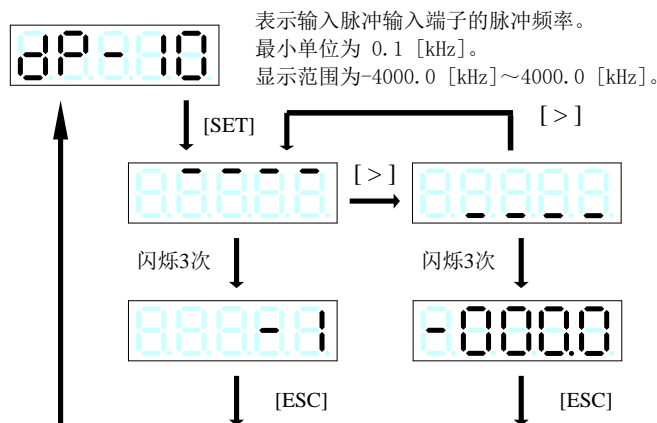 dP-10
表示输入脉冲输入端子的脉冲频率。
最小单位为 0.1 [kHz]。
显示范围为-4000.0 [kHz]～4000.0 [kHz]。
[SET]
[ > ]
[ > ]
闪烁3次
闪烁3次
- 1
-000.0
[ESC]
[ESC]